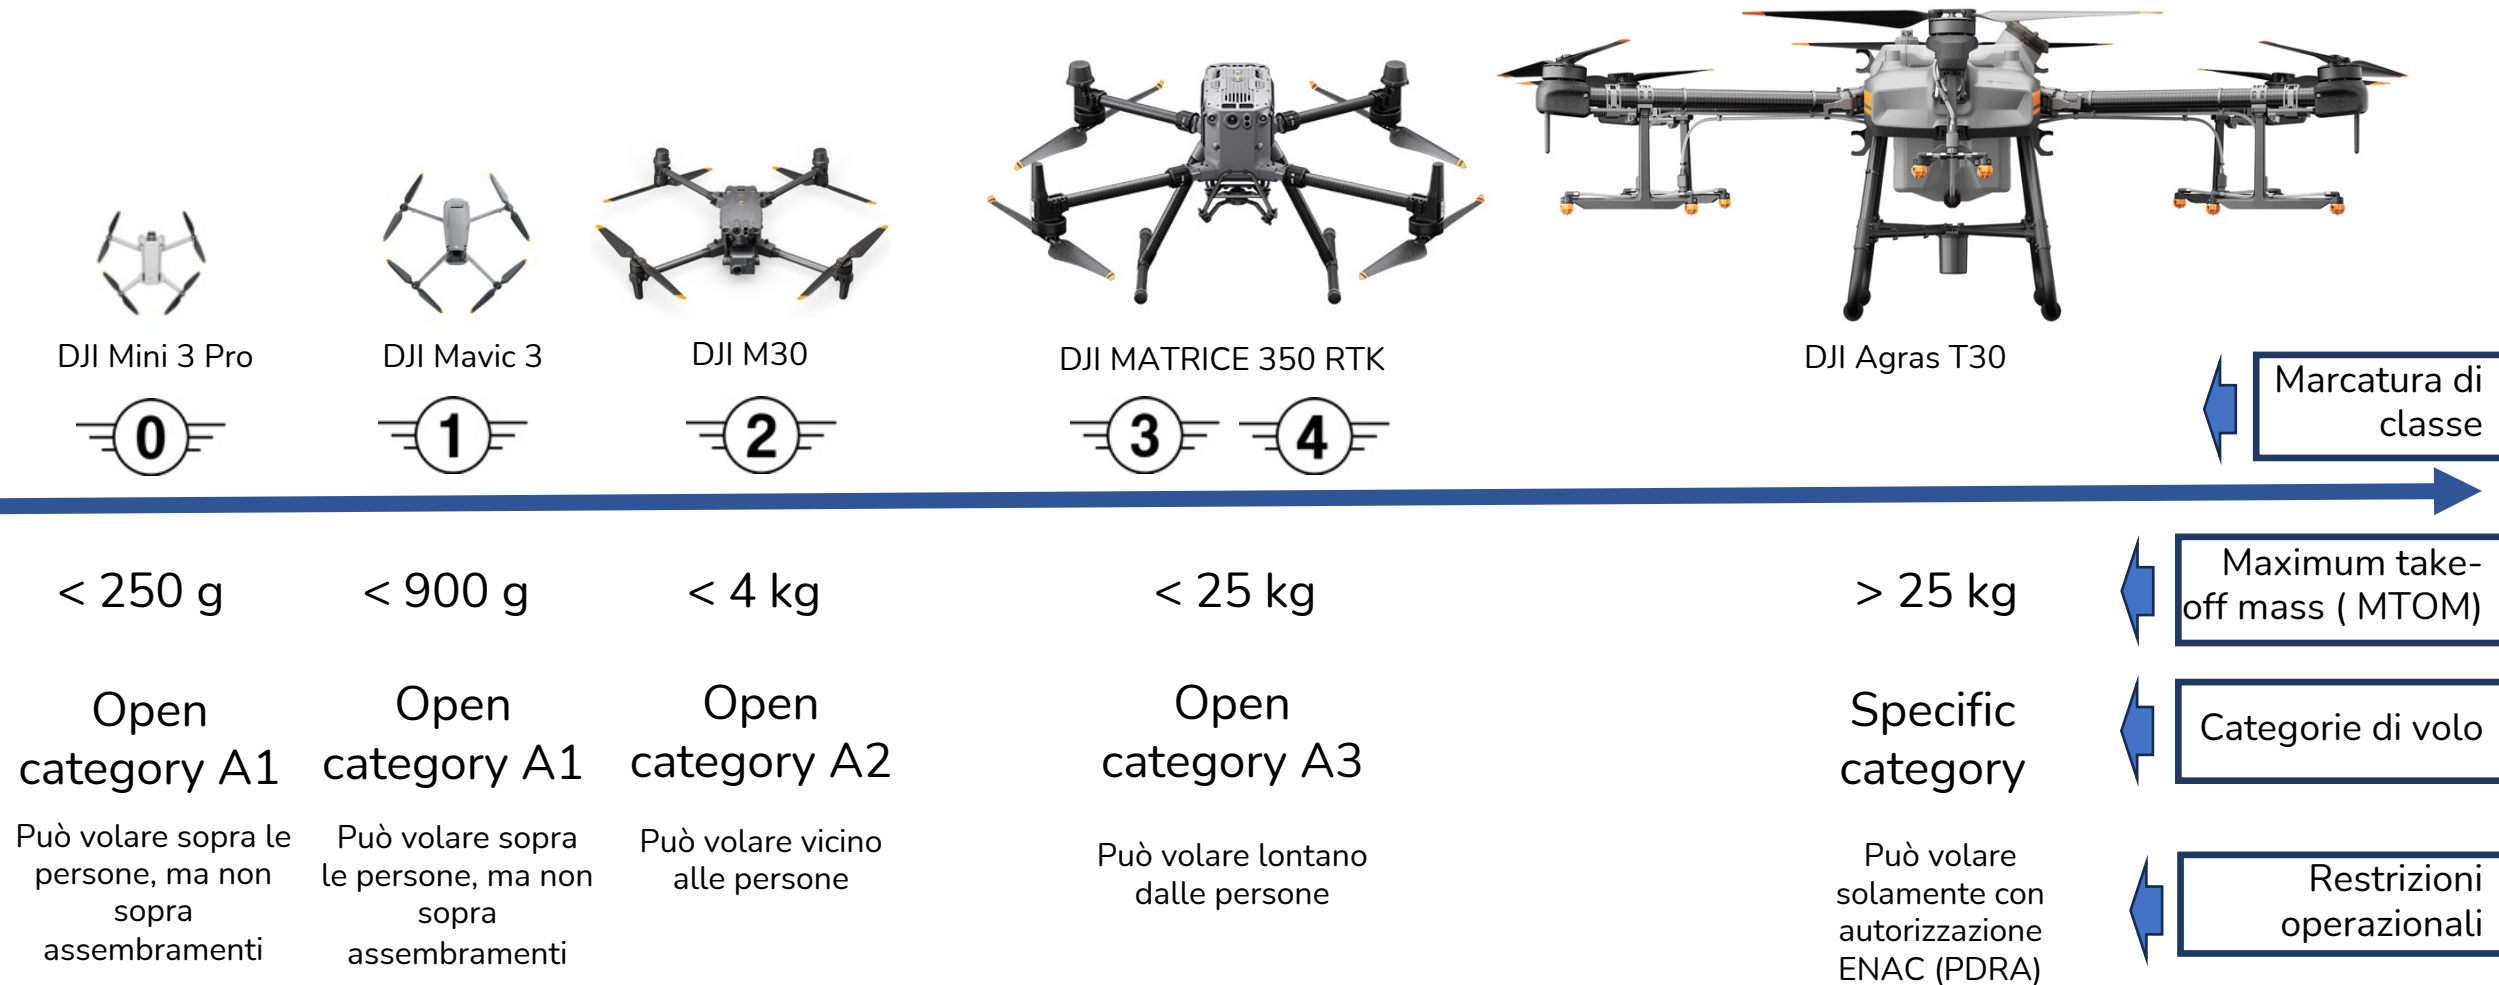 DJI Mini 3 Pro
DJI Mavic 3
DJI M30
DJI MATRICE 350 RTK
DJI Agras T30
Marcatura di
classe
0
1
2
3
4
< 250 g
< 900 g
< 4 kg
< 25 kg
> 25 kg
Maximum take-
off mass ( MTOM)
Open
category A1
Open
category A1
Open
category A2
Open
category A3
Specific
category
Categorie di volo
Può volare sopra le
persone, ma non
sopra
assembramenti
Può volare sopra
le persone, ma non
sopra
assembramenti
Può volare vicino
alle persone
Può volare lontano
dalle persone
Può volare
solamente con
autorizzazione
ENAC (PDRA)
Restrizioni
operazionali